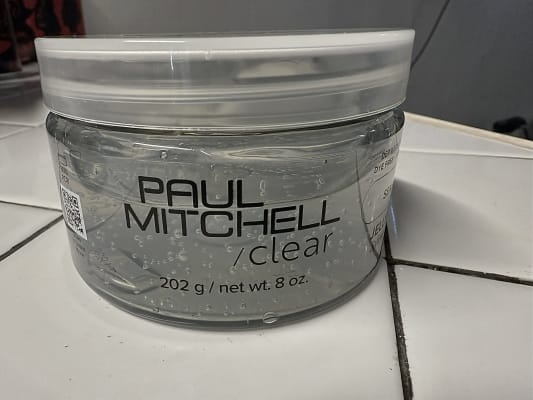 PAUL
MITCHELL
/clear
202 g / net wt. 8 oz.